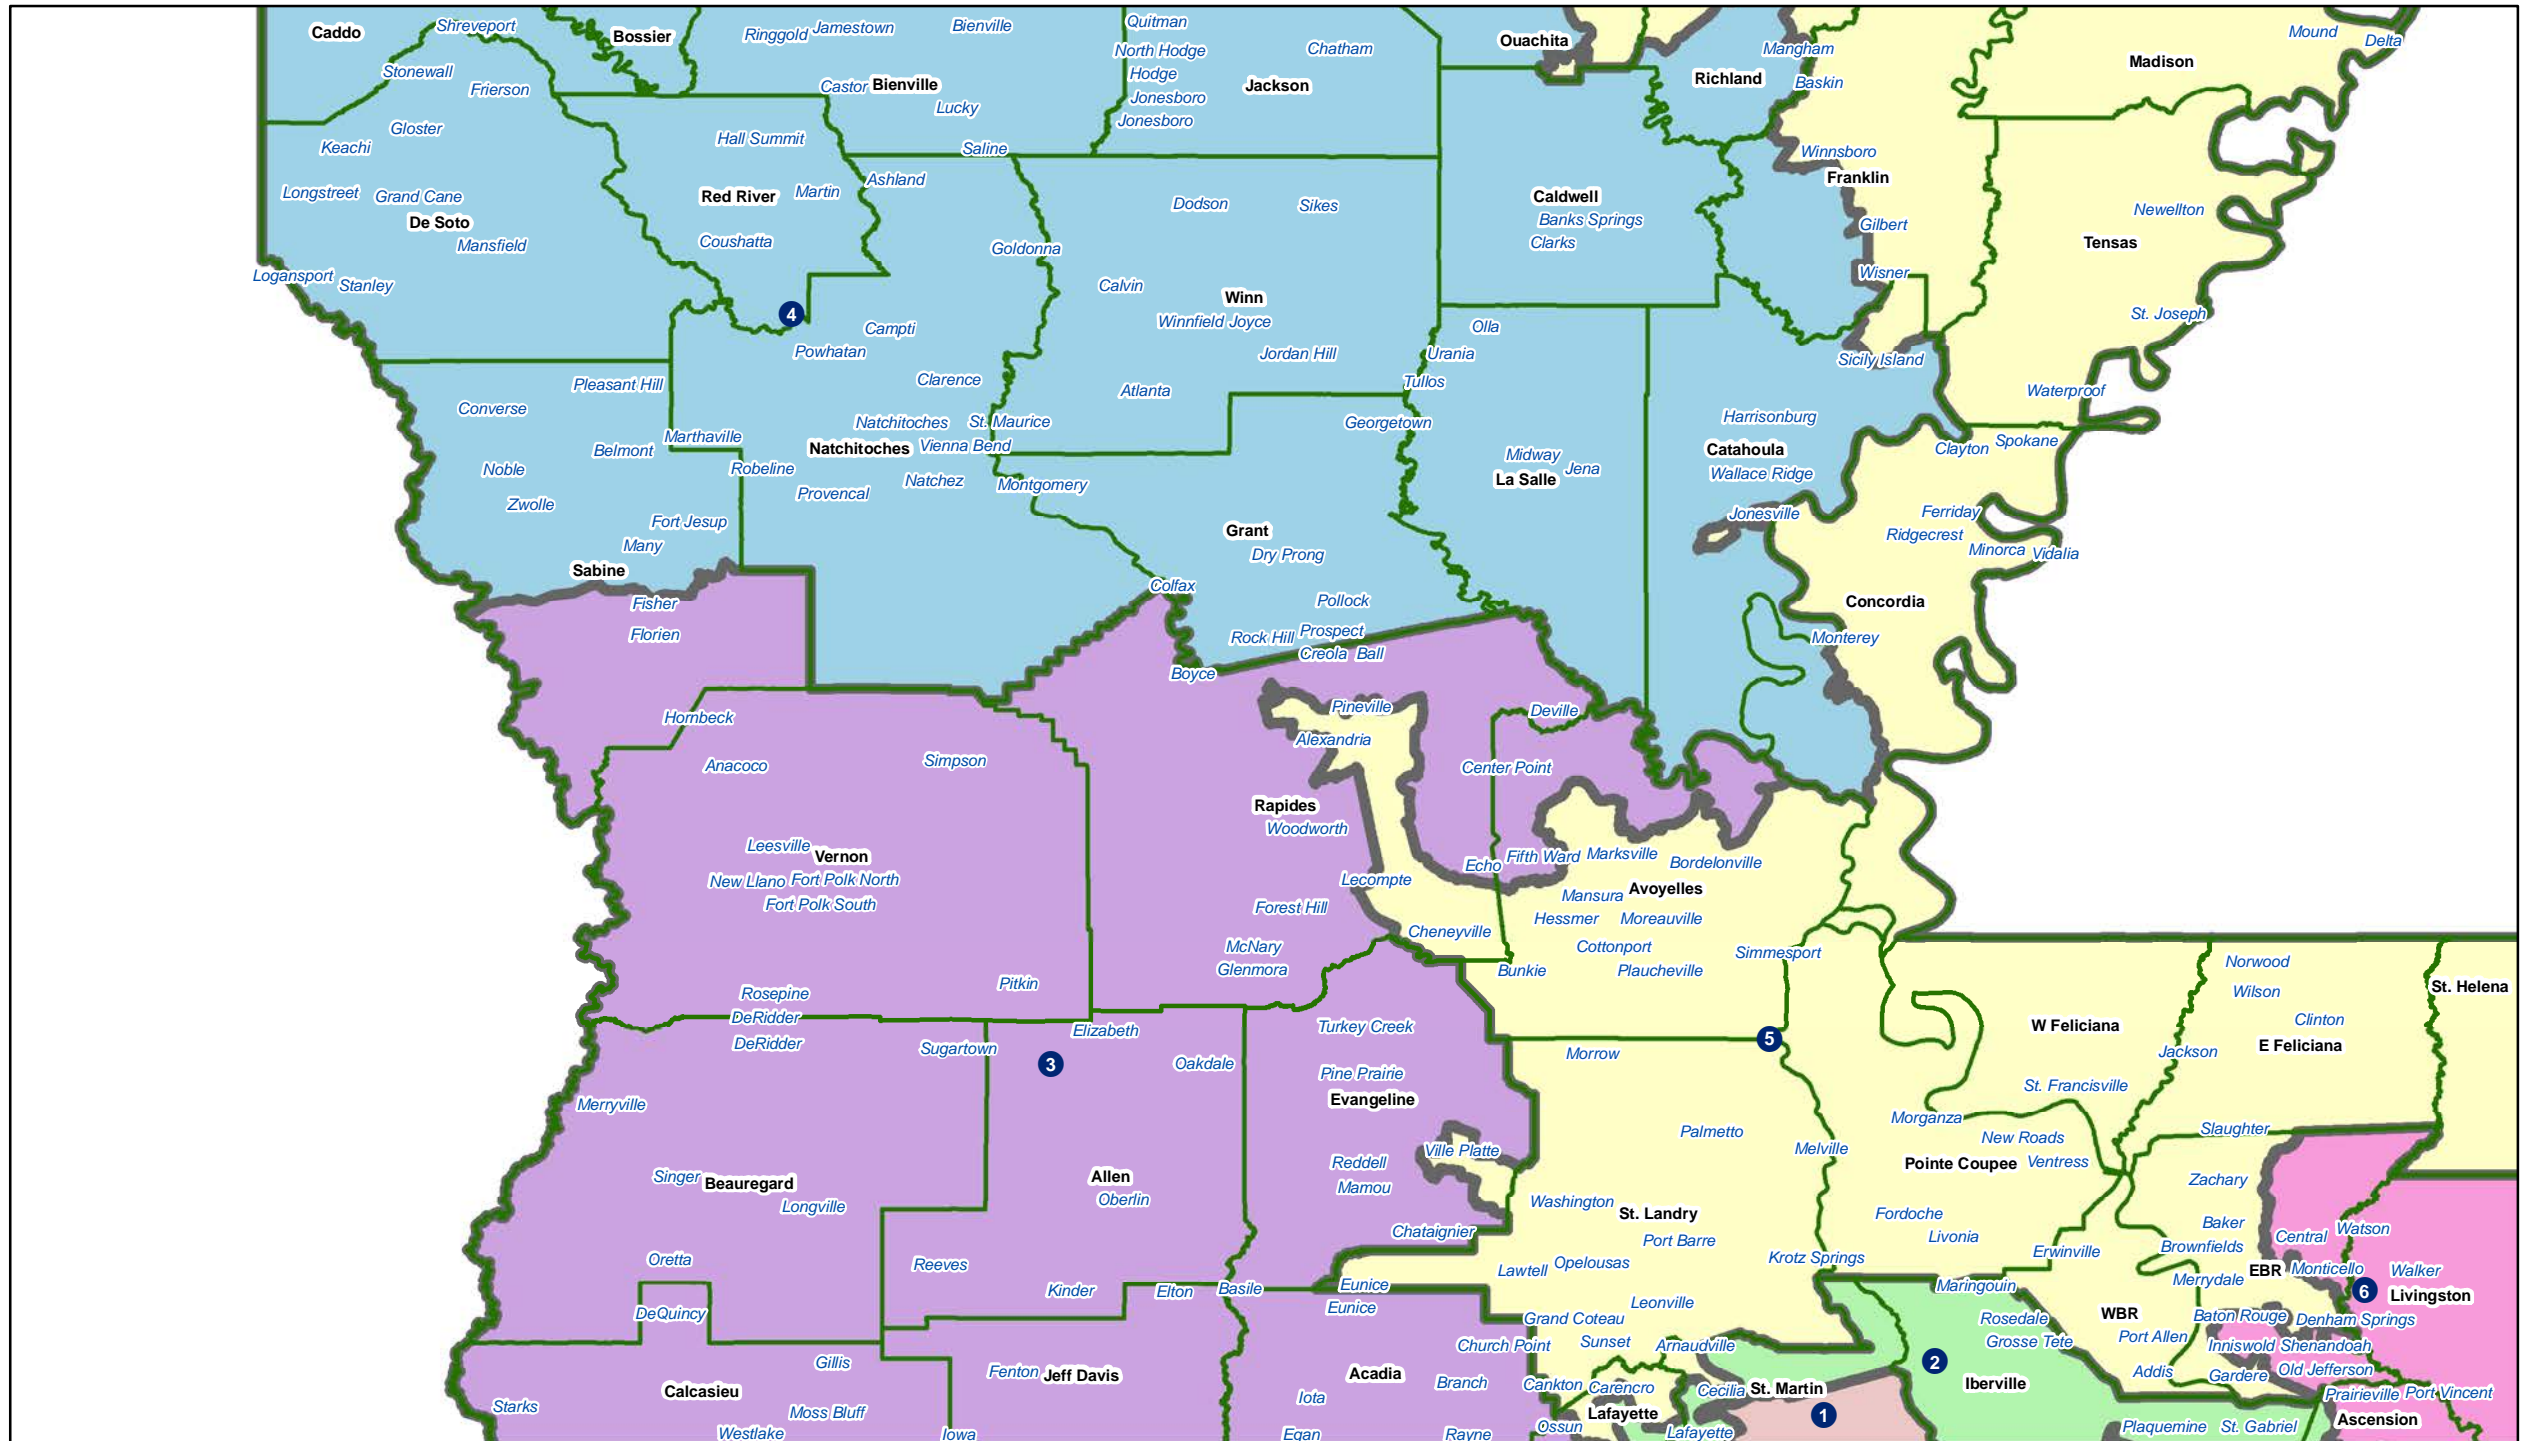 Caddo
Shreveport
Bossier
Ringgold
Jamestown
Bienville
Quitman
Ouachita
Mound
Delta
Stonewall
Frierson
North Hodge
Chatham
Hodge
Mangham
Richland
Baskin
Madison
Castor
Bienville
Lucky
Jonesboro
Jackson
Jonesboro
Gloster
Keachi
Hall Summit
Saline
Winnsboro
Franklin
Longstreet
Grand Cane
De Soto
Mansfield
Red River
Martin
Ashland
Dodson
Sikes
Caldwell
Banks Springs
Clarks
Newellton
Tensas
Gilbert
Coushatta
Goldonna
Logansport
Stanley
Calvin
Winn
Winnfield
Joyce
Wisner
St. Joseph
4
Campti
Powhatan
Jordan Hill
Olla
Urania
Tullos
Sicily Island
Pleasant Hill
Converse
Clarence
Atlanta
Waterproof
Natchitoches
St. Maurice
Georgetown
Harrisonburg
Marthaville
Belmont
Natchitoches
Vienna Bend
Catahoula
Wallace Ridge
Clayton
Spokane
Noble
Robeline
Provencal
Natchez
Montgomery
Midway
Jena
La Salle
Zwolle
Fort Jesup
Many
Sabine
Grant
Dry Prong
Jonesville
Ferriday
Ridgecrest
Minorca
Vidalia
Colfax
Pollock
Concordia
Fisher
Florien
Rock Hill
Prospect
Creola
Ball
Monterey
Boyce
Hornbeck
Pineville
Deville
Alexandria
Anacoco
Simpson
Center Point
Rapides
Woodworth
Leesville
Vernon
New Llano
Fort Polk North
Fort Polk South
Echo
Fifth Ward
Marksville
Bordelonville
Lecompte
Mansura
Avoyelles
Forest Hill
Hessmer
Moreauville
Cheneyville
McNary
Glenmora
Cottonport
Simmesport
Bunkie
Plaucheville
Norwood
Wilson
St. Helena
Pitkin
Rosepine
DeRidder
DeRidder
Clinton
Elizabeth
Turkey Creek
W Feliciana
E Feliciana
Sugartown
3
Oakdale
5
Morrow
Jackson
Merryville
Pine Prairie
Evangeline
St. Francisville
Morganza
Palmetto
Melville
New Roads
Slaughter
Ville Platte
Reddell
Mamou
Pointe Coupee
Ventress
Singer
Beauregard
Longville
Allen
Oberlin
Zachary
Washington
St. Landry
Fordoche
Livonia
Baker
Central
Watson
Chataignier
Port Barre
Brownfields
Oretta
Reeves
Lawtell
Opelousas
Krotz Springs
Erwinville
EBR
Monticello
Walker
Kinder
Elton
Basile
Eunice
Eunice
Maringouin
Merrydale
6
Livingston
DeQuincy
Leonville
Grand Coteau
Rosedale
WBR
Baton Rouge
Denham Springs
Church Point
Sunset
Arnaudville
Grosse Tete
Port Allen
Inniswold
Shenandoah
Gillis
Fenton
Jeff Davis
Acadia
2
Addis
Gardere
Old Jefferson
Calcasieu
Iota
Branch
Cankton
Carencro
Cecilia
St. Martin
Iberville
Prairieville
Port Vincent
Starks
Moss Bluff
Lafayette
1
Ascension
Westlake
Iowa
Egan
Rayne
Ossun
Lafayette
Plaquemine
St. Gabriel